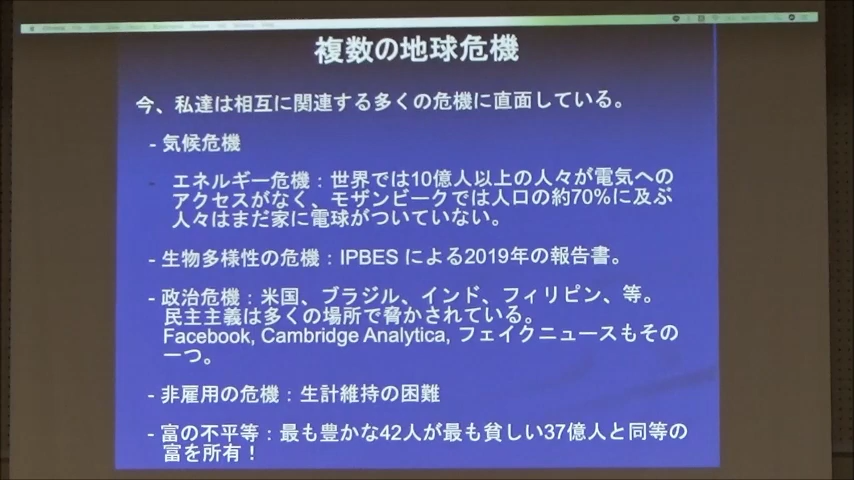 複数の地球危機
今、私達は相互に関連する多くの危機に直面している。
- 気候危機
- エネルギー危機：世界では10億人以上の人々が電気への
アクセスがなく、モザンビークでは人口の約70%に及ぶ
人々はまだ家に電球がついていない。
- 生物多様性の危機：IPBES による2019年の報告書。
- 政治危機：米国、ブラジル、インド、フィリピン、等。
民主主義は多くの場所で脅かされている。
Facebook, Cambridge Analytica, フェイクニュースもその
一つ。
- 非雇用の危機：生計維持の困難
- 富の不平等：最も豊かな42人が最も貧しい37億人と同等の
富を所有！